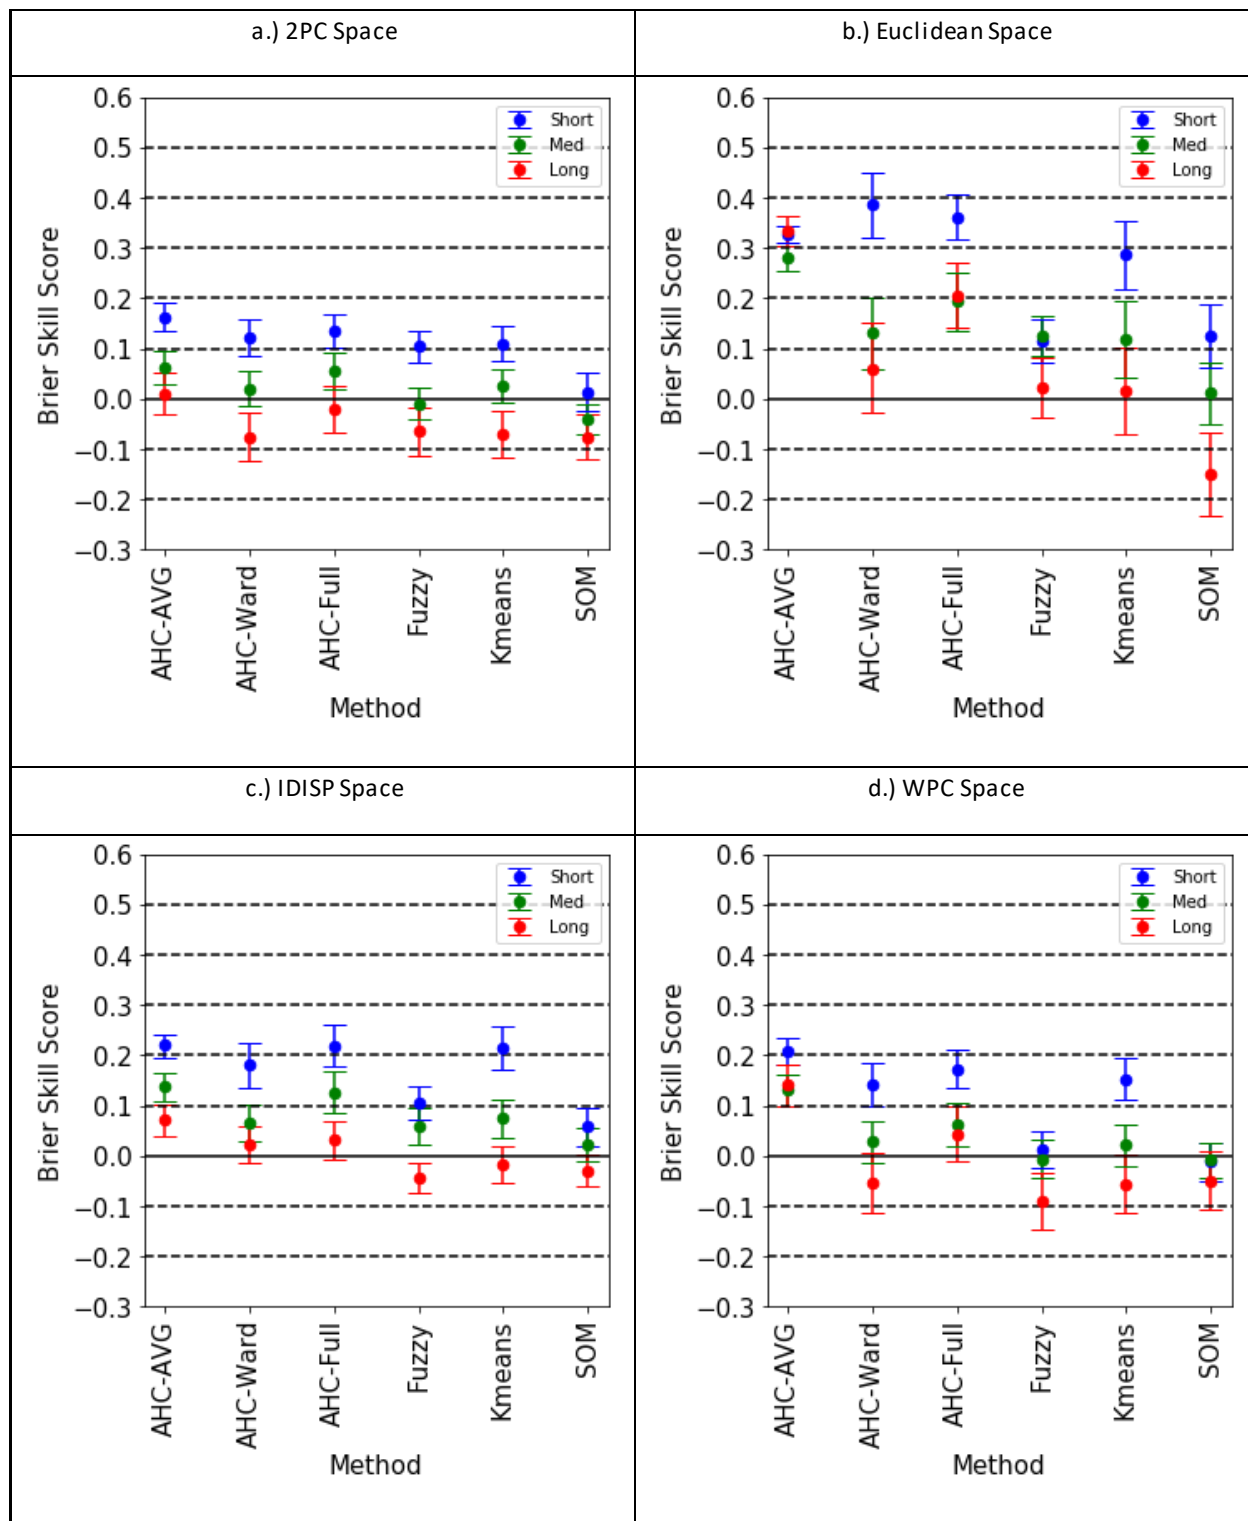 a.) 2PC Space
b.) Euclidean Space
0.6
0.5
0.4
0.3
0.2
0.1
0.0
−0.1
−0.2
−0.3
Brier Skill Score
Short
Med
Long
AHC-AVG
AHC-Ward
AHC-Full
Fuzzy
Kmeans
SOM
Method
0.6
0.5
0.4
0.3
0.2
0.1
0.0
−0.1
−0.2
−0.3
Brier Skill Score
Short
Med
Long
AHC-AVG
AHC-Ward
AHC-Full
Fuzzy
Kmeans
SOM
Method
c.) IDISP Space
d.) WPC Space
0.6
0.5
0.4
0.3
0.2
0.1
0.0
−0.1
−0.2
−0.3
Brier Skill Score
Short
Med
Long
AHC-AVG
AHC-Ward
AHC-Full
Fuzzy
Kmeans
SOM
Method
0.6
0.5
0.4
0.3
0.2
0.1
0.0
−0.1
−0.2
−0.3
Brier Skill Score
Short
Med
Long
AHC-AVG
AHC-Ward
AHC-Full
Fuzzy
Kmeans
SOM
Method